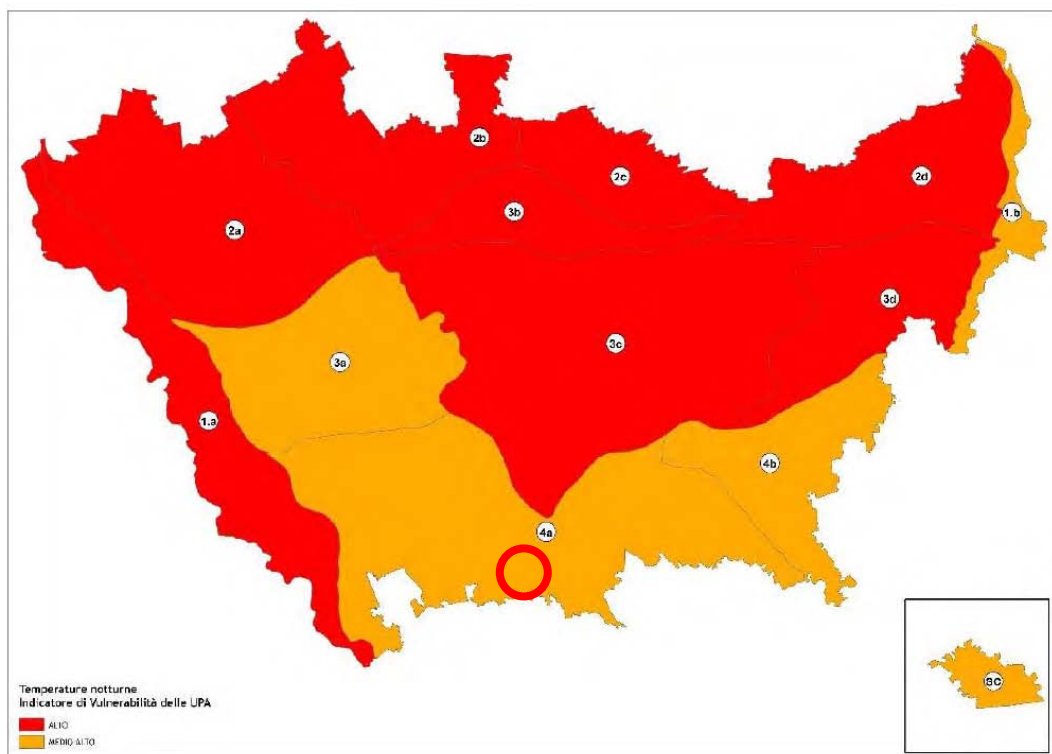 2b
2c
2d
3b
1.b
2a
3d
3c
3a
1.a
4b
4a
SC
Temperature notturne
Indicatore di Vulnerabilità delle UPA
ALTO
MEDIO ALTO